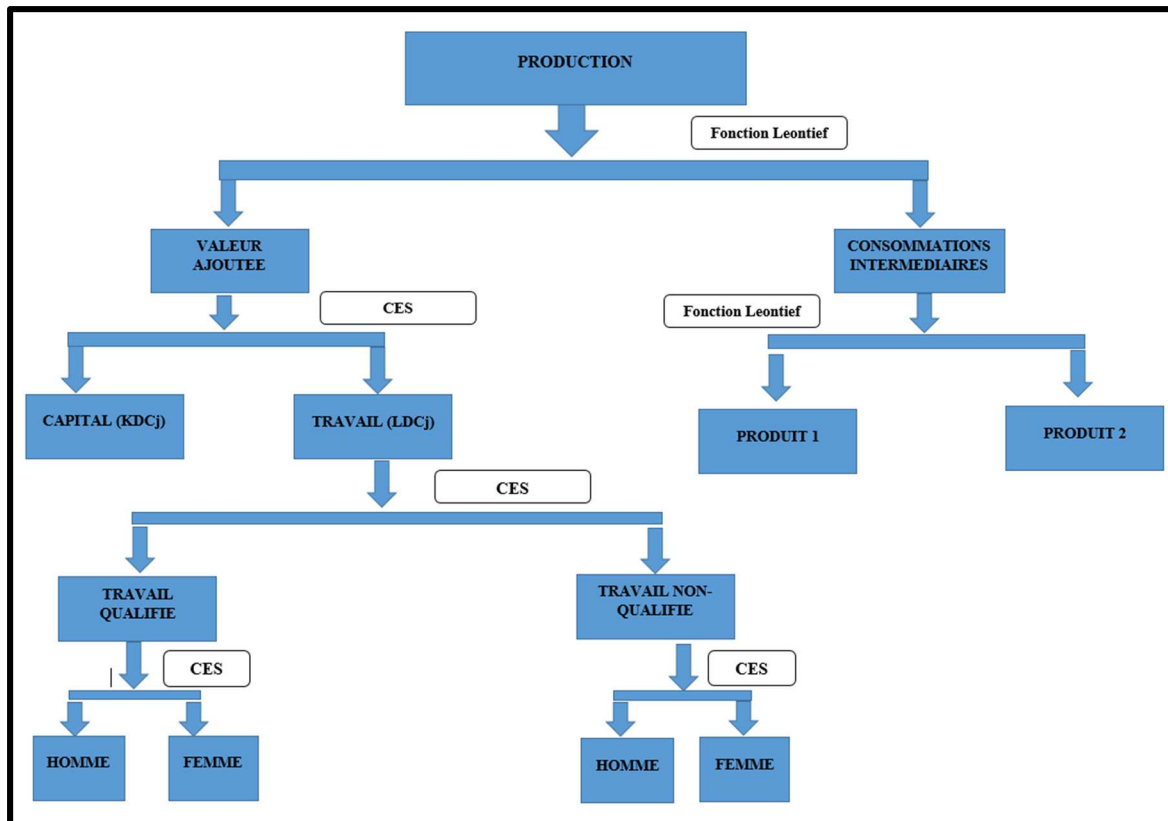 PRODUCTION
Fonction Leontief
VALEUR
AJOUTEE
CONSOMMATIONS
INTERMEDIAIRES
CES
Fonction Leontief
CAPITAL (KDCj)
TRAVAIL (LDCj)
PRODUIT 1
PRODUIT 2
CES
TRAVAIL
QUALIFIE
TRAVAIL NON-
QUALIFIE
CES
CES
HOMME
FEMME
HOMME
FEMME